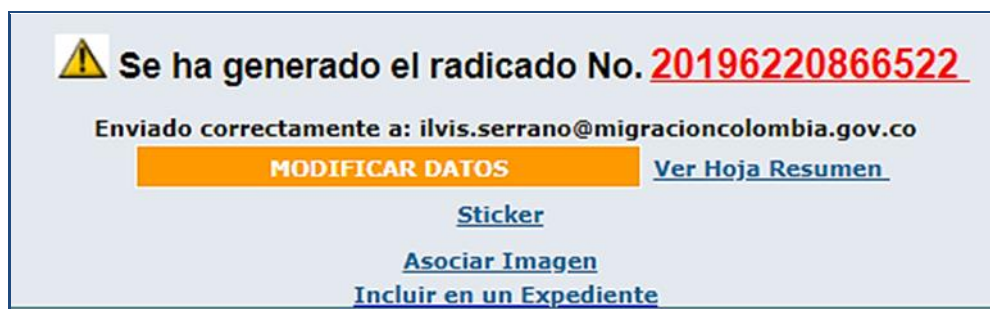 Se ha generado el radicado No. 20196220866522
Enviado correctamente a: ilvis.serrano@migracioncolombia.gov.co
MODIFICAR DATOS Ver Hoja Resumen
Sticker
Asociar Imagen
Incluir en un Expediente